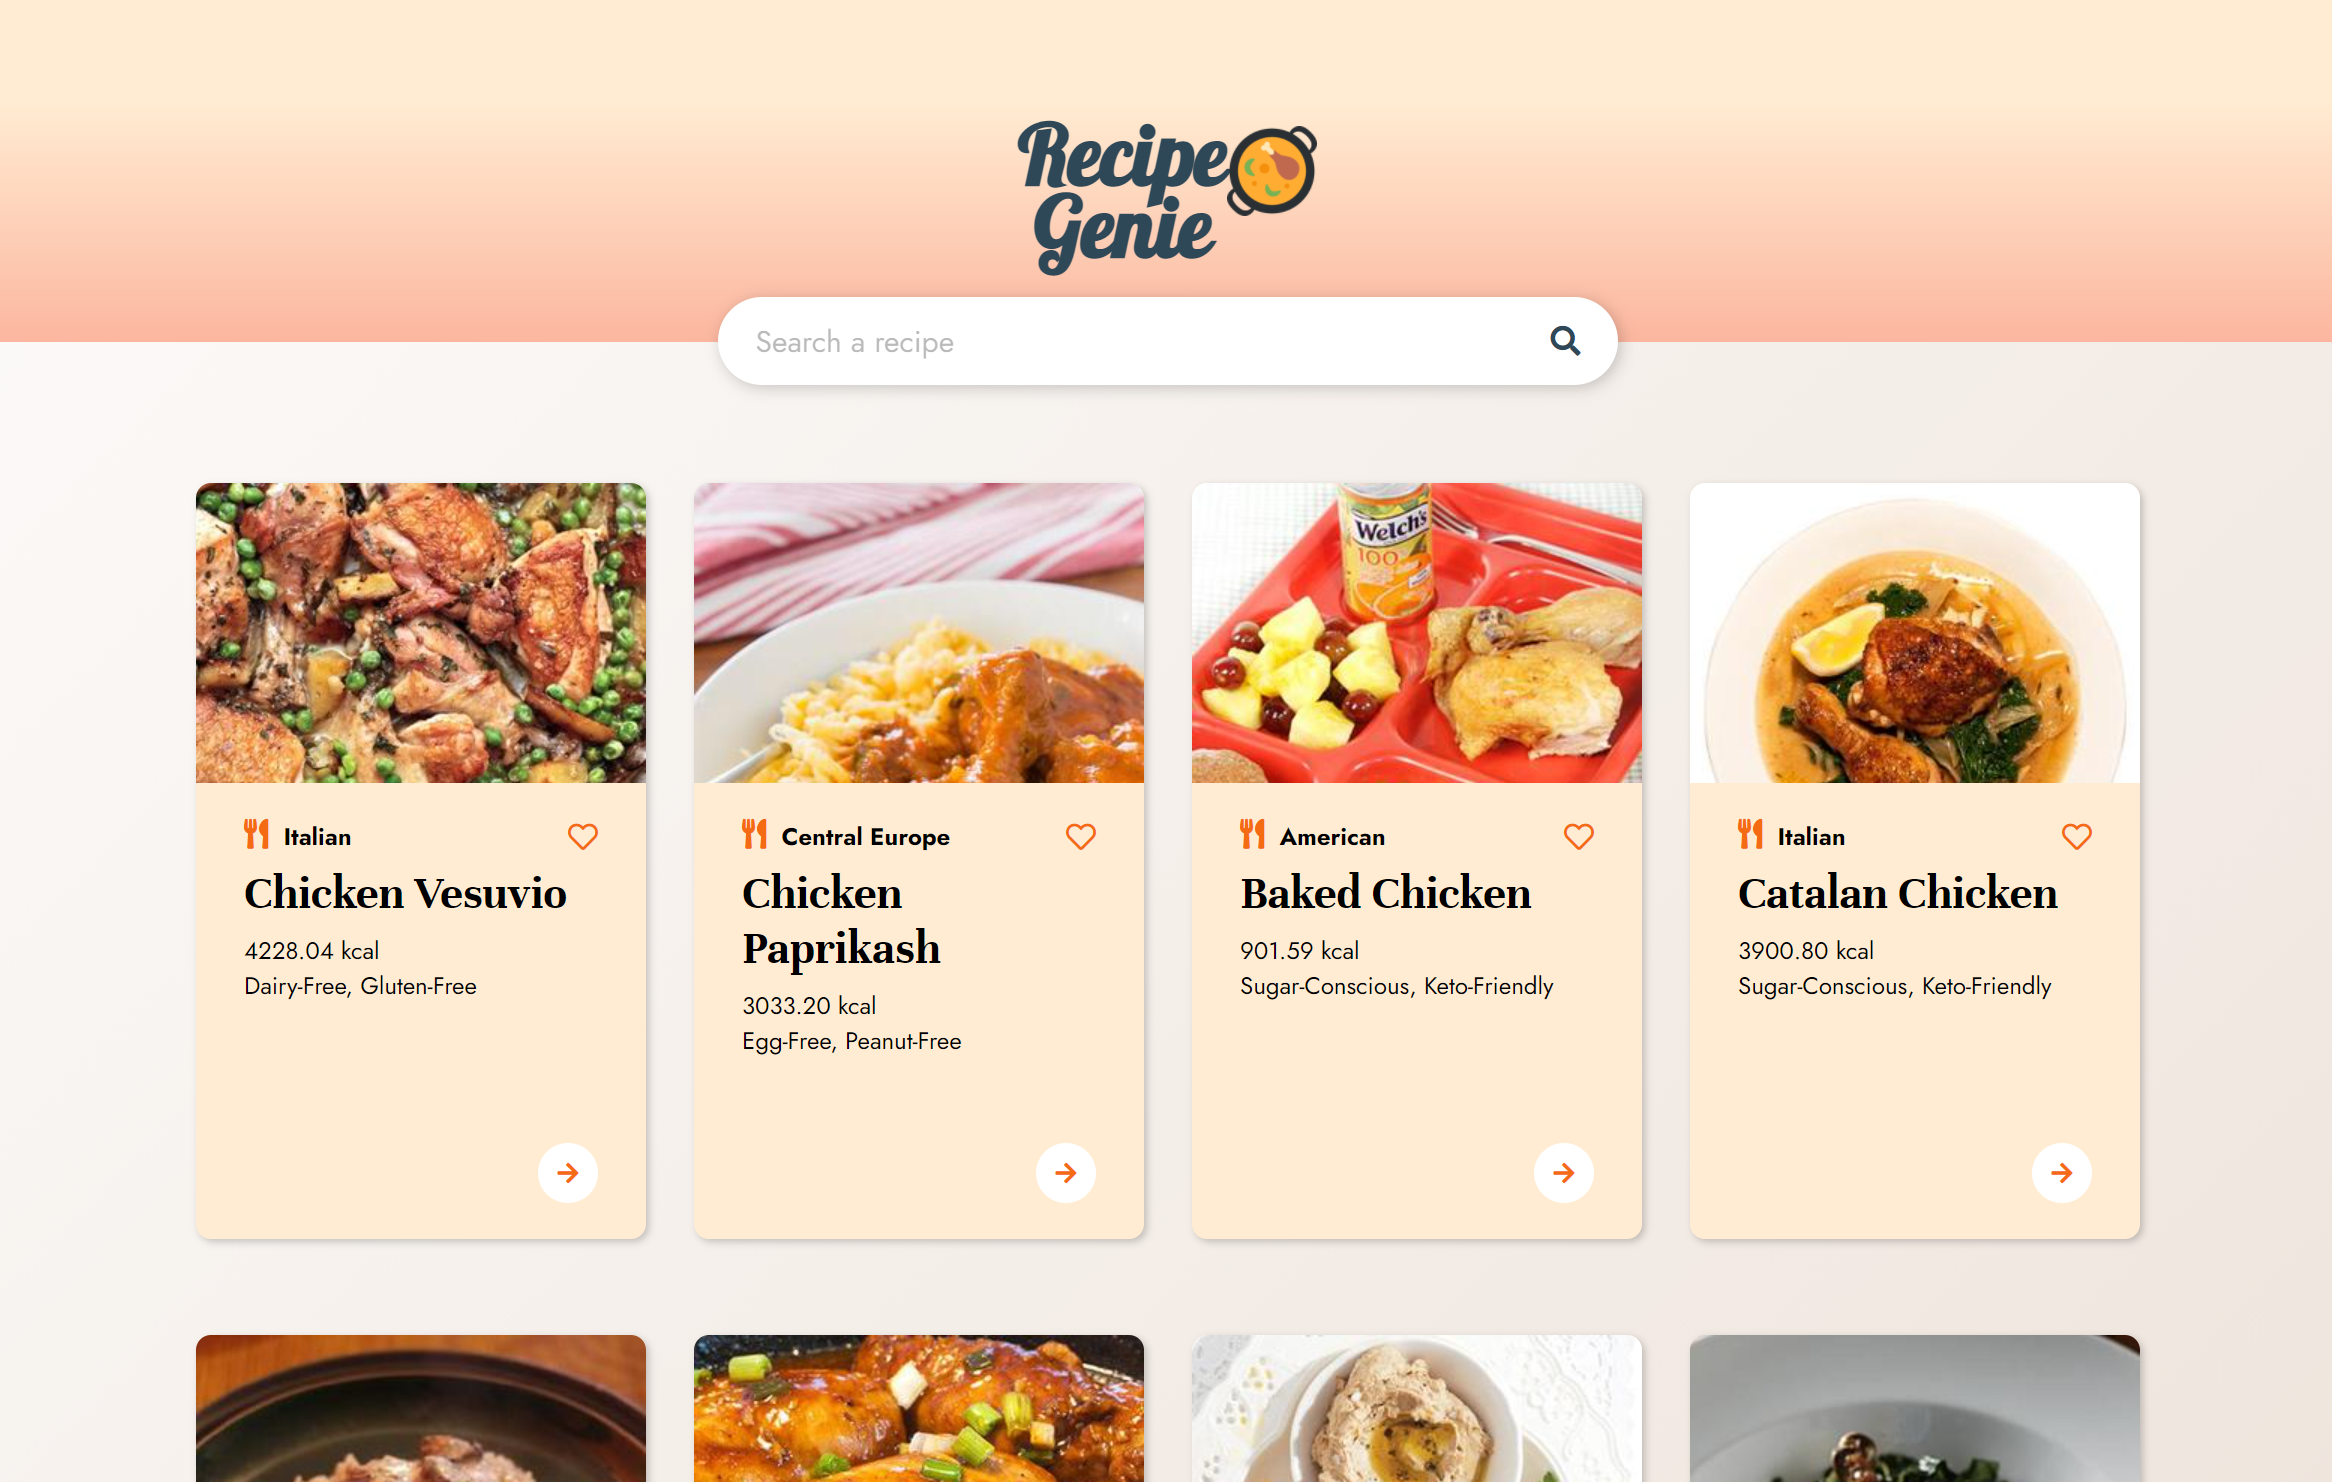 Recipe
Genie
Search a recipe
Welch's
100%
Italian
Chicken Vesuvio
4228.04 kcal
Dairy-Free, Gluten-Free
Central Europe
Chicken
Paprikash
3033.20 kcal
Egg-Free, Peanut-Free
American
Baked Chicken
901.59 kcal
Sugar-Conscious, Keto-Friendly
Italian
Catalan Chicken
3900.80 kcal
Sugar-Conscious, Keto-Friendly